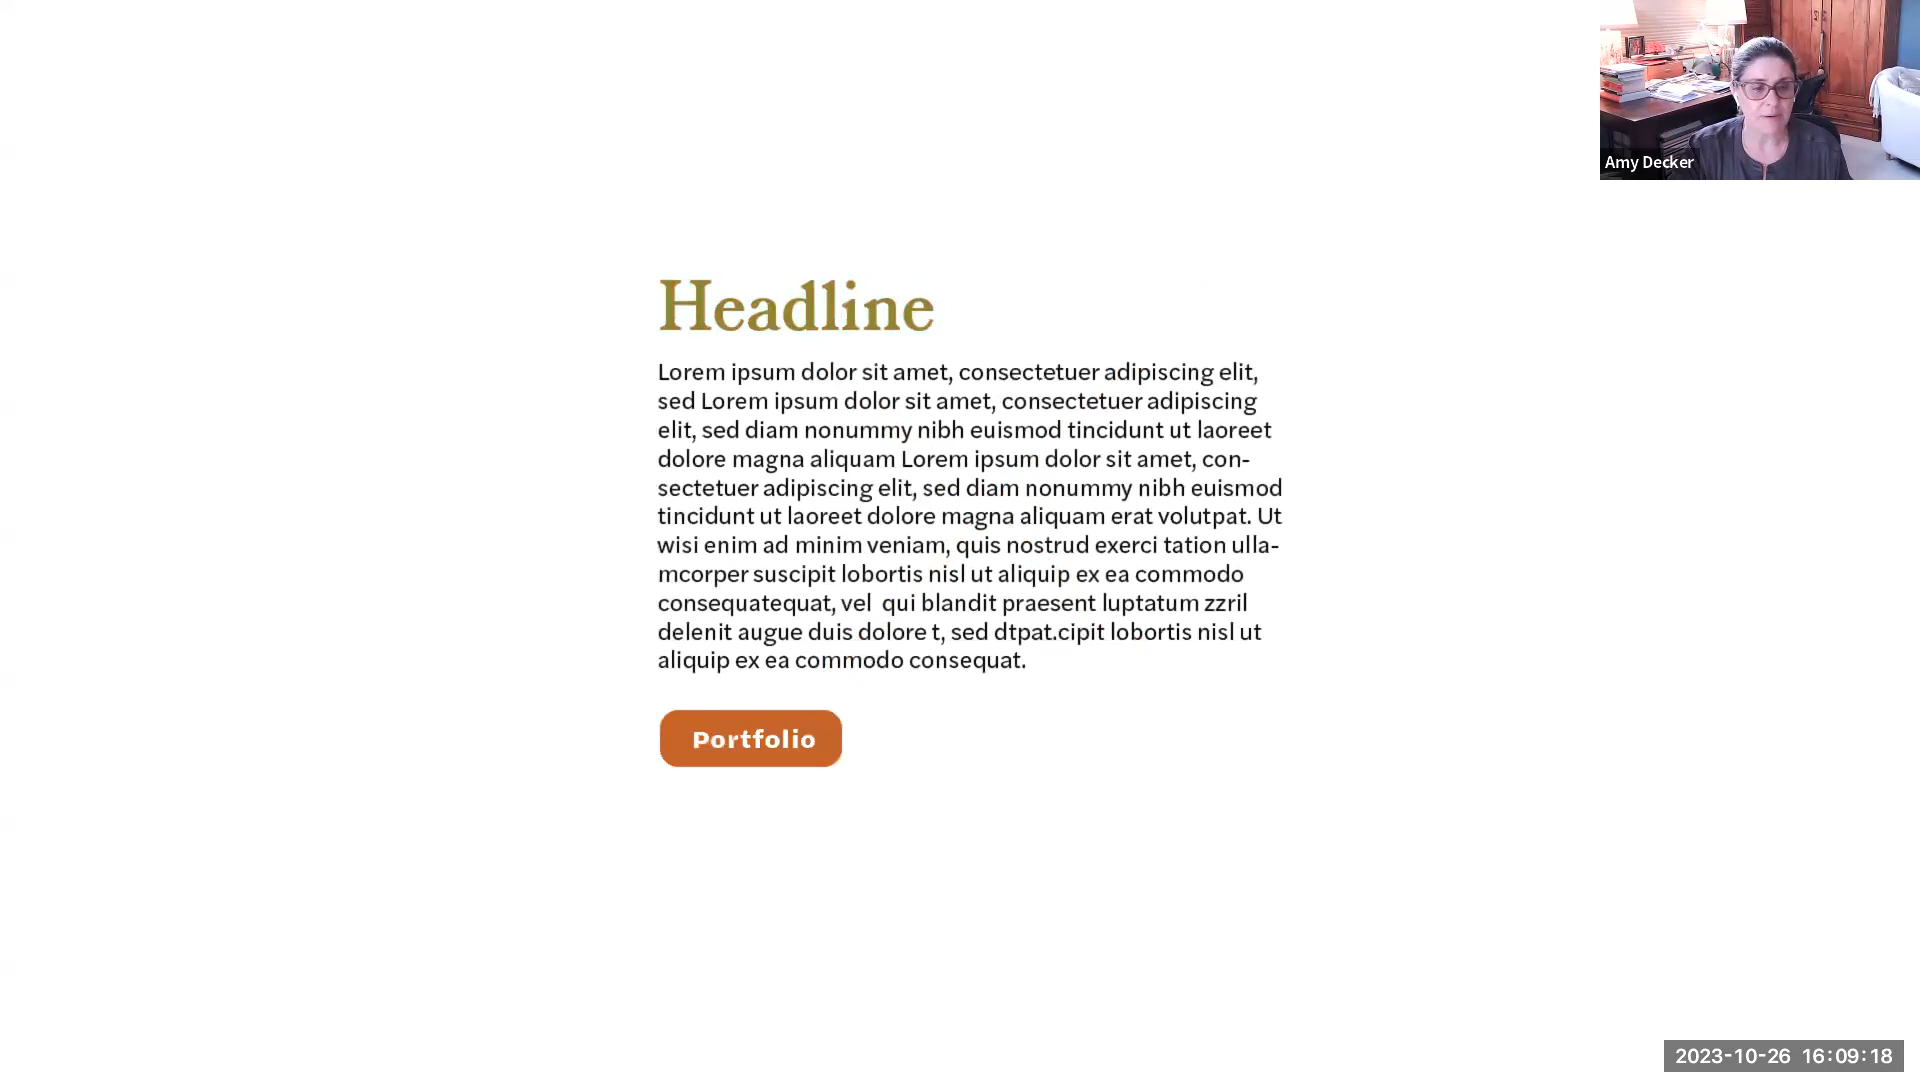 Amy Decker
Headline
Lorem ipsum dolor sit amet, consectetuer adipiscing elit,
sed Lorem ipsum dolor sit amet, consectetuer adipiscing
elit, sed diam nonummy nibh euismod tincidunt ut laoreet
dolore magna aliquam Lorem ipsum dolor sit amet, con-
sectetuer adipiscing elit, sed diam nonummy nibh euismod
tincidunt ut laoreet dolore magna aliquam erat volutpat. Ut
wisi enim ad minim veniam, quis nostrud exerci tation ulla-
mcorper suscipit lobortis nisl ut aliquip ex ea commodo
consequatequat, vel  qui blandit praesent luptatum zzril
delenit augue duis dolore t, sed dtpat.cipit lobortis nisl ut
aliquip ex ea commodo consequat.
Portfolio
2023-10-26 16:09:18